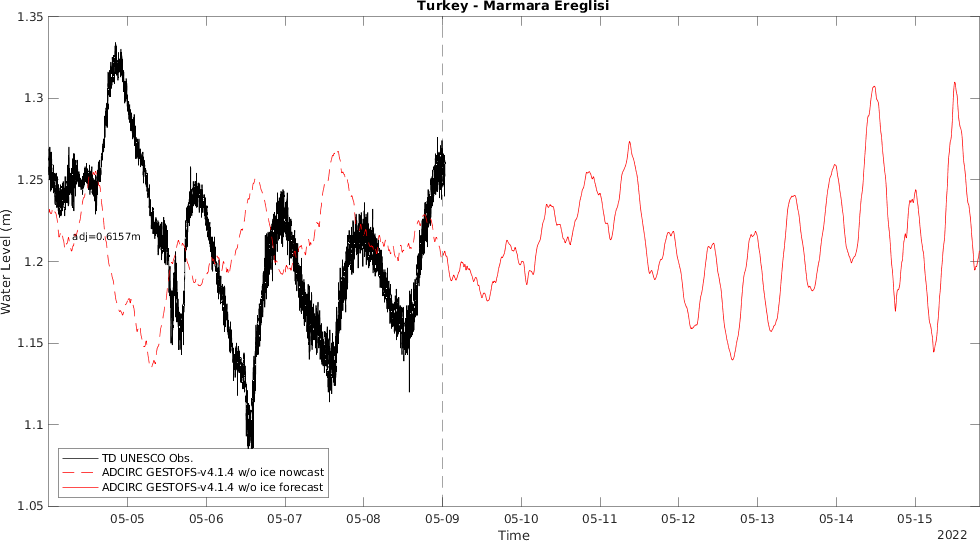 Turkey - Marmara Ereglisi
1.35
1.3
1.25
1.2
1.15
1.1
1.05
Water Level (m)
adj=0.6157m
TD UNESCO Obs.
ADCIRC GESTOFS-v4.1.4 w/o ice nowcast
ADCIRC GESTOFS-v4.1.4 w/o ice forecast
05-05 05-06 05-07 05-08 05-09 05-10 05-11 05-12 05-13 05-14 05-15
Time
2022